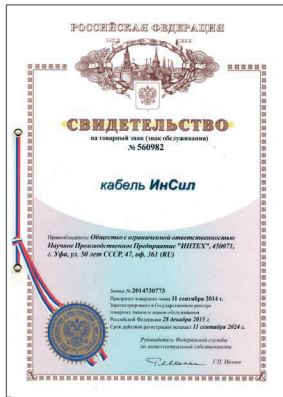 РОССИЙСКАЯ ФЕДЕРАЦИЯ
СВИДЕТЕЛЬСТВО
на товарный знак (знак обслуживания)
№ 560982
кабель ИнСил
Правообладатель: Общество с ограниченной ответственностью
Научное Производственное Предприятие "ИНТЕХ", 450071,
г. Уфа, ул. 50 лет СССР, 47, оф. 361 (RU)
Заявка № 2014730773
Приоритет товарного знака 11 сентября 2014 г.
Зарегистрировано в Государственном реестре
товарных знаков и знаков обслуживания
Российской Федерации 28 декабря 2015 г.
Срок действия регистрации истекает 11 сентября 2024 г.
Руководитель Федеральной службы
по интеллектуальной собственности
Г.П. Ивлиев